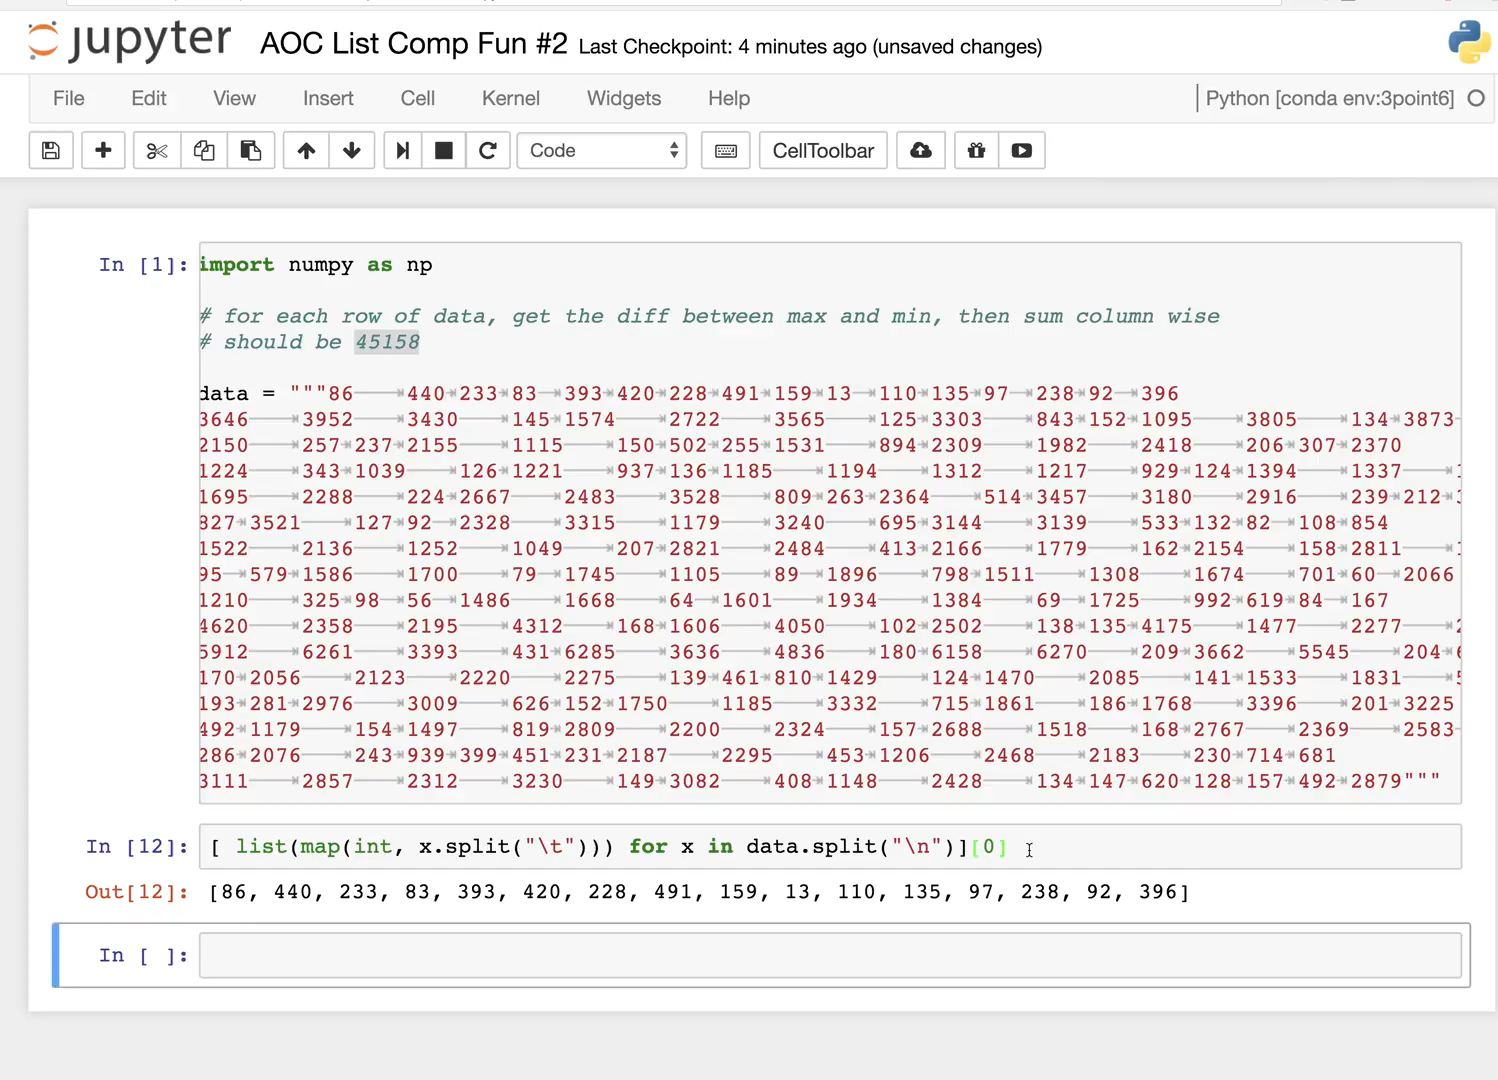 jupyter AOC List Comp Fun #2 Last Checkpoint: 4 minutes ago (unsaved changes)
File Edit View Insert Cell Kernel Widgets Help Python [conda env:3point6]
Code CellToolbar
In [1]: import numpy as np
# for each row of data, get the diff between max and min, then sum column wise
# should be 45158
data = """86 440 233 83 393 420 228 491 159 13 110 135 97 238 92 396
3646 3952 3430 145 1574 2722 3565 125 3303 843 152 1095 3805 134 3873
2150 257 237 2155 1115 150 502 255 1531 894 2309 1982 2418 206 307 2370
1224 343 1039 126 1221 937 136 1185 1194 1312 1217 929 124 1394 1337
1695 2288 224 2667 2483 3528 809 263 2364 514 3457 3180 2916 239 212
827 3521 127 92 2328 3315 1179 3240 695 3144 3139 533 132 82 108 854
1522 2136 1252 1049 207 2821 2484 413 2166 1779 162 2154 158 2811
95 579 1586 1700 79 1745 1105 89 1896 798 1511 1308 1674 701 60 2066
1210 325 98 56 1486 1668 64 1601 1934 1384 69 1725 992 619 84 167
4620 2358 2195 4312 168 1606 4050 102 2502 138 135 4175 1477 2277
5912 6261 3393 431 6285 3636 4836 180 6158 6270 209 3662 5545 204
170 2056 2123 2220 2275 139 461 810 1429 124 1470 2085 141 1533 1831
193 281 2976 3009 626 152 1750 1185 3332 715 1861 186 1768 3396 201 3225
492 1179 154 1497 819 2809 2200 2324 157 2688 1518 168 2767 2369 2583
286 2076 243 939 399 451 231 2187 2295 453 1206 2468 2183 230 714 681
3111 2857 2312 3230 149 3082 408 1148 2428 134 147 620 128 157 492 2879"""
In [12]: [ list(map(int, x.split("\t"))) for x in data.split("\n")][0]
Out[12]: [86, 440, 233, 83, 393, 420, 228, 491, 159, 13, 110, 135, 97, 238, 92, 396]
In [ ]: